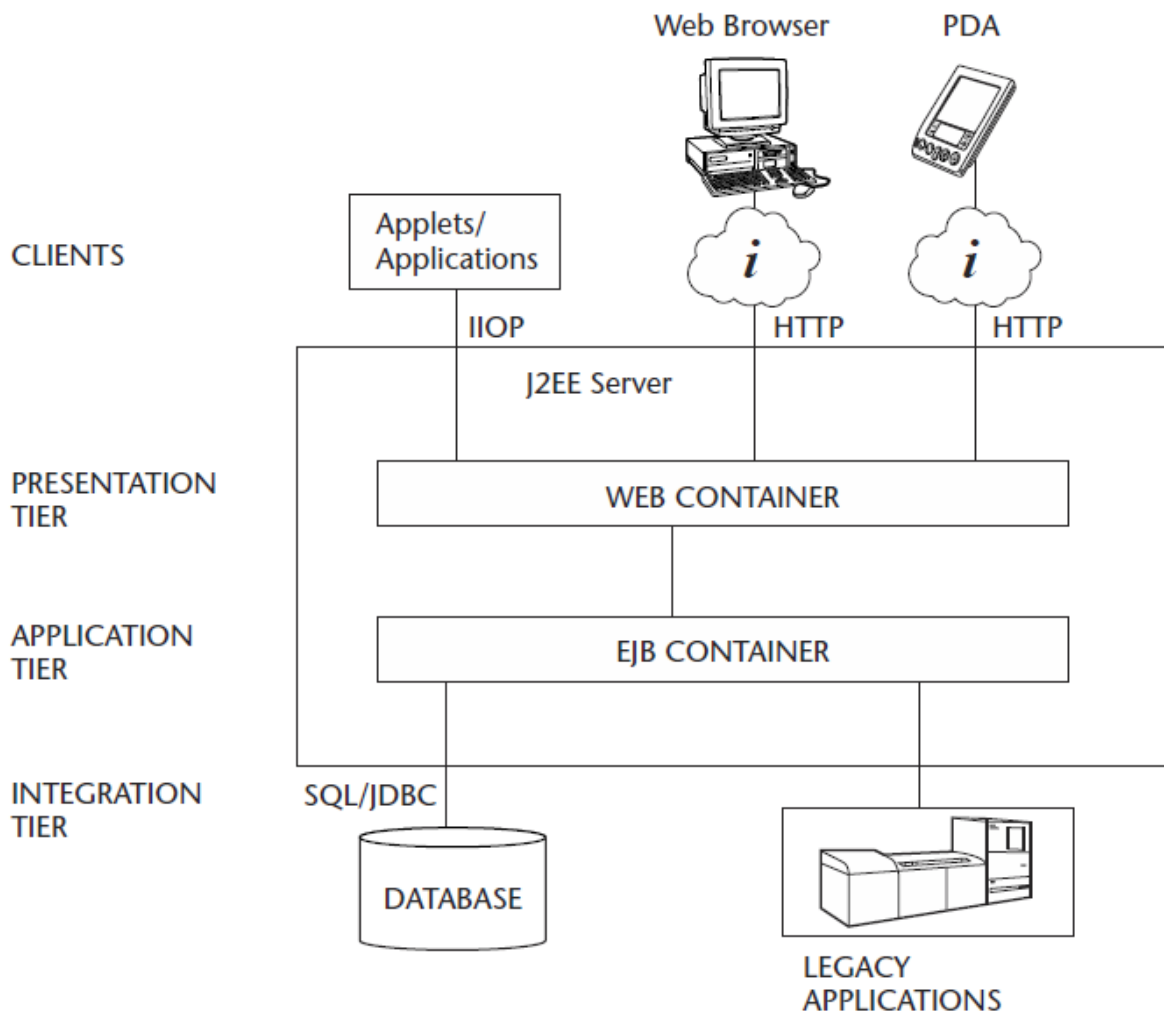 Web Browser
PDA
CLIENTS
Applets/
Applications
i
i
IIOP
HTTP
HTTP
J2EE Server
PRESENTATION
TIER
WEB CONTAINER
APPLICATION
TIER
EJB CONTAINER
INTEGRATION
TIER
SQL/JDBC
DATABASE
LEGACY
APPLICATIONS